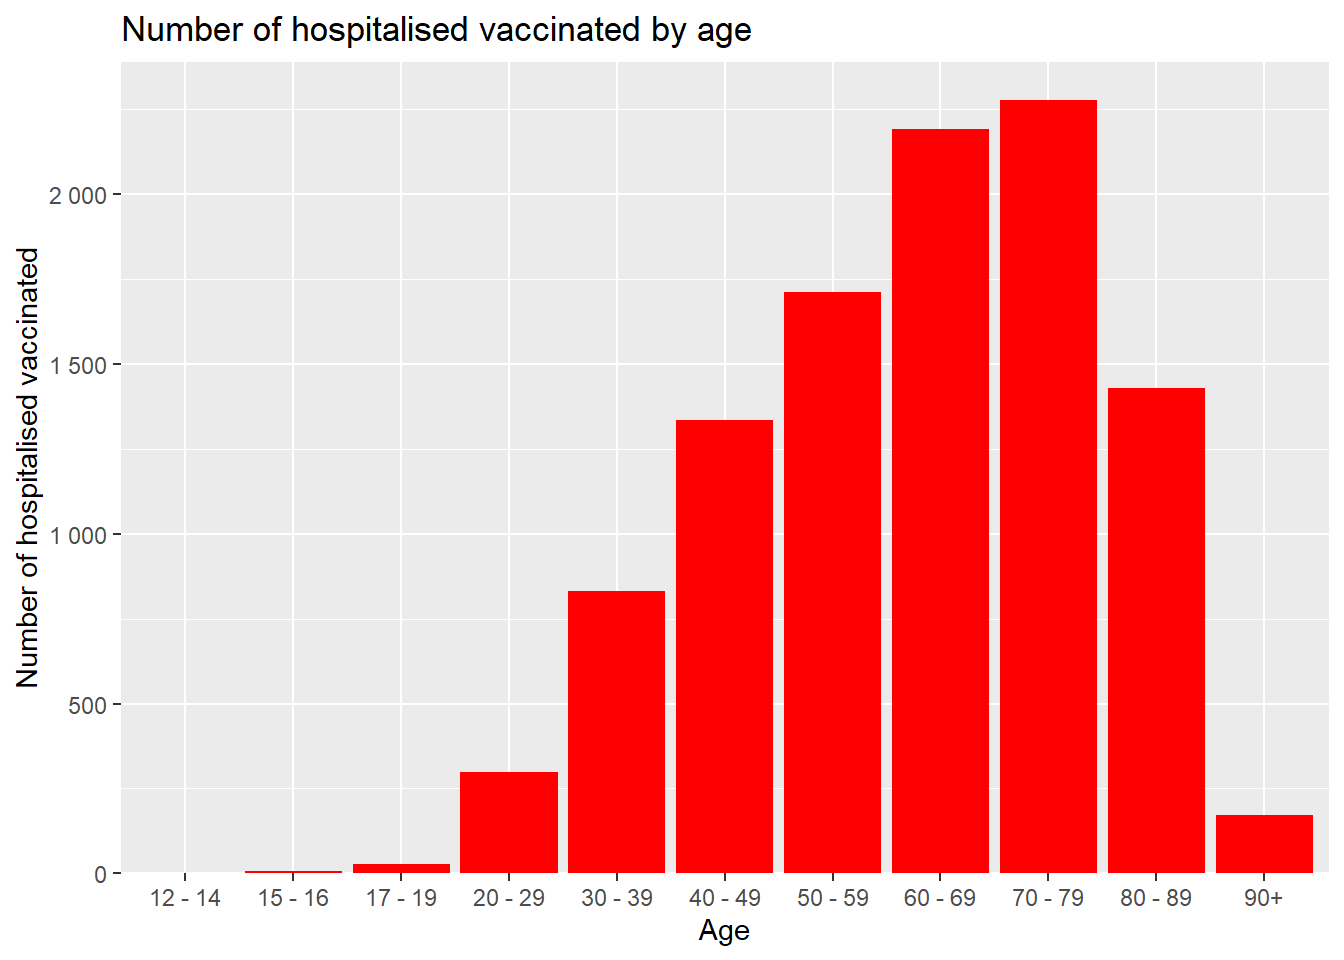 Number of hospitalised vaccinated by age
Number of hospitalised vaccinated
2 000
1 500
1 000
500
0
12 - 14
15 - 16
17 - 19
20 - 29
30 - 39
40 - 49
50 - 59
60 - 69
70 - 79
80 - 89
90+
Age